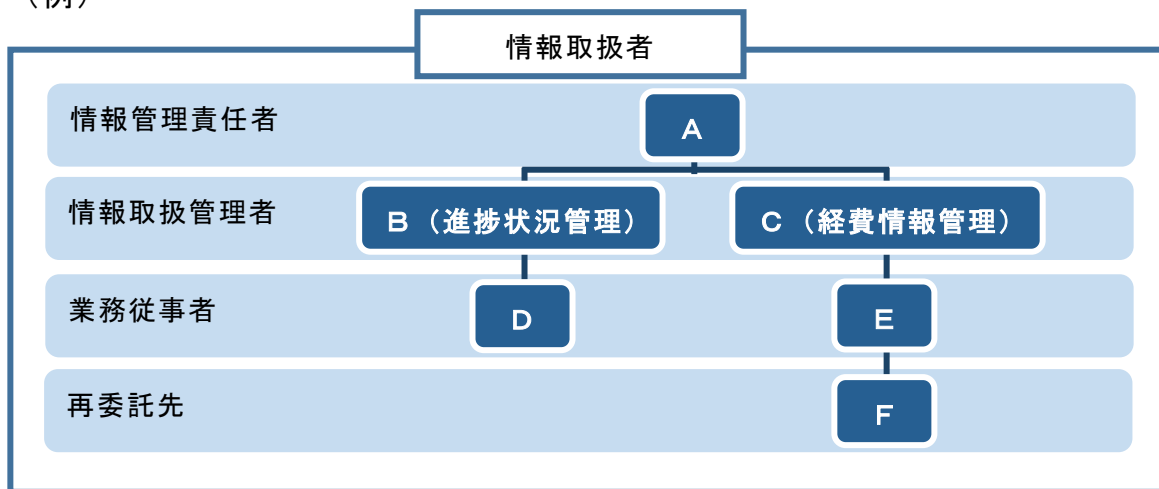 （例）
情報取扱者
情報管理責任者
A
情報取扱管理者
B（進捗状況管理）
C（経費情報管理）
業務従事者
D
E
再委託先
F